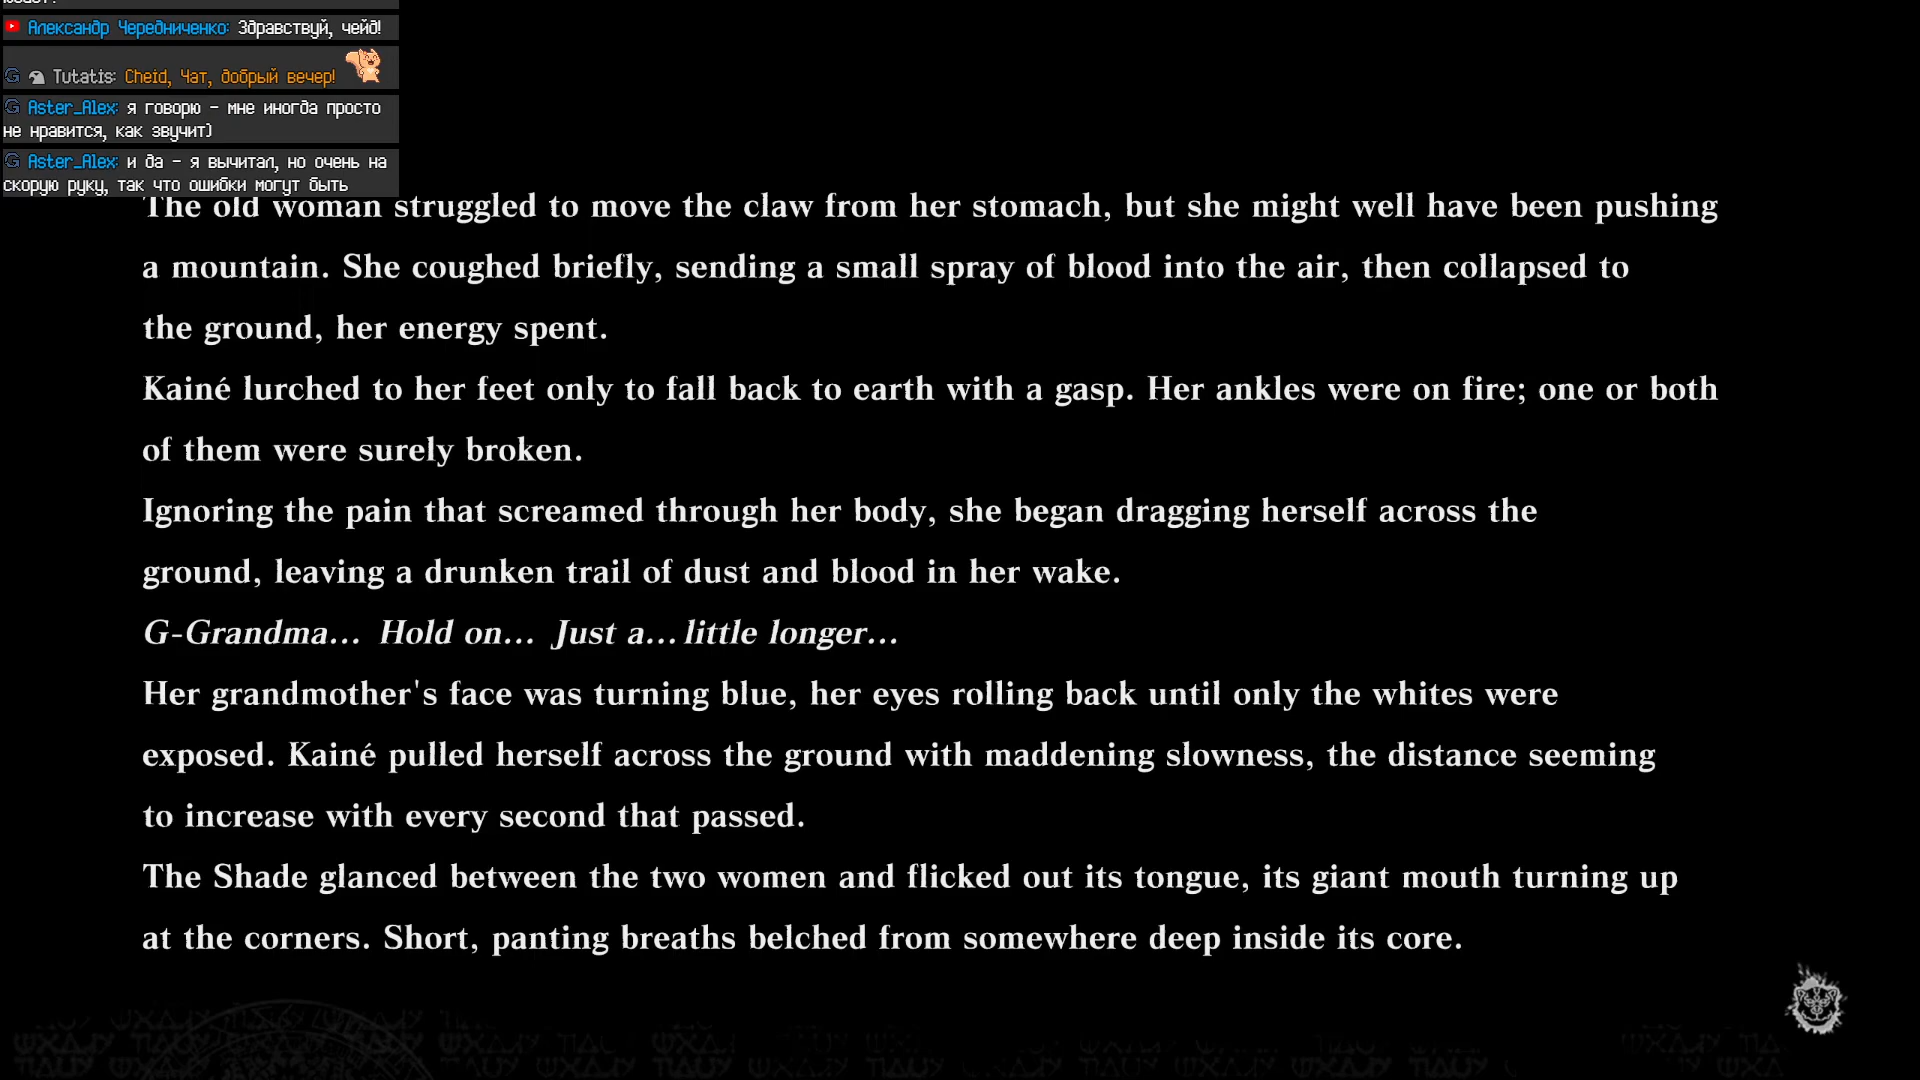 Александр Чередниченко: Здравствуй, чейд!
Tutatis: Cheid, Чат, добрый вечер!
Aster_Alex: я говорю - мне иногда просто
не нравится, как звучит)
Aster_Alex: и да - я вычитал, но очень на
скорую руку, так что ошибки могут быть
The old woman struggled to move the claw from her stomach, but she might well have been pushing
a mountain. She coughed briefly, sending a small spray of blood into the air, then collapsed to
the ground, her energy spent.
Kainé lurched to her feet only to fall back to earth with a gasp. Her ankles were on fire; one or both
of them were surely broken.
Ignoring the pain that screamed through her body, she began dragging herself across the
ground, leaving a drunken trail of dust and blood in her wake.
G-Grandma... Hold on... Just a... little longer...
Her grandmother's face was turning blue, her eyes rolling back until only the whites were
exposed. Kainé pulled herself across the ground with maddening slowness, the distance seeming
to increase with every second that passed.
The Shade glanced between the two women and flicked out its tongue, its giant mouth turning up
at the corners. Short, panting breaths belched from somewhere deep inside its core.